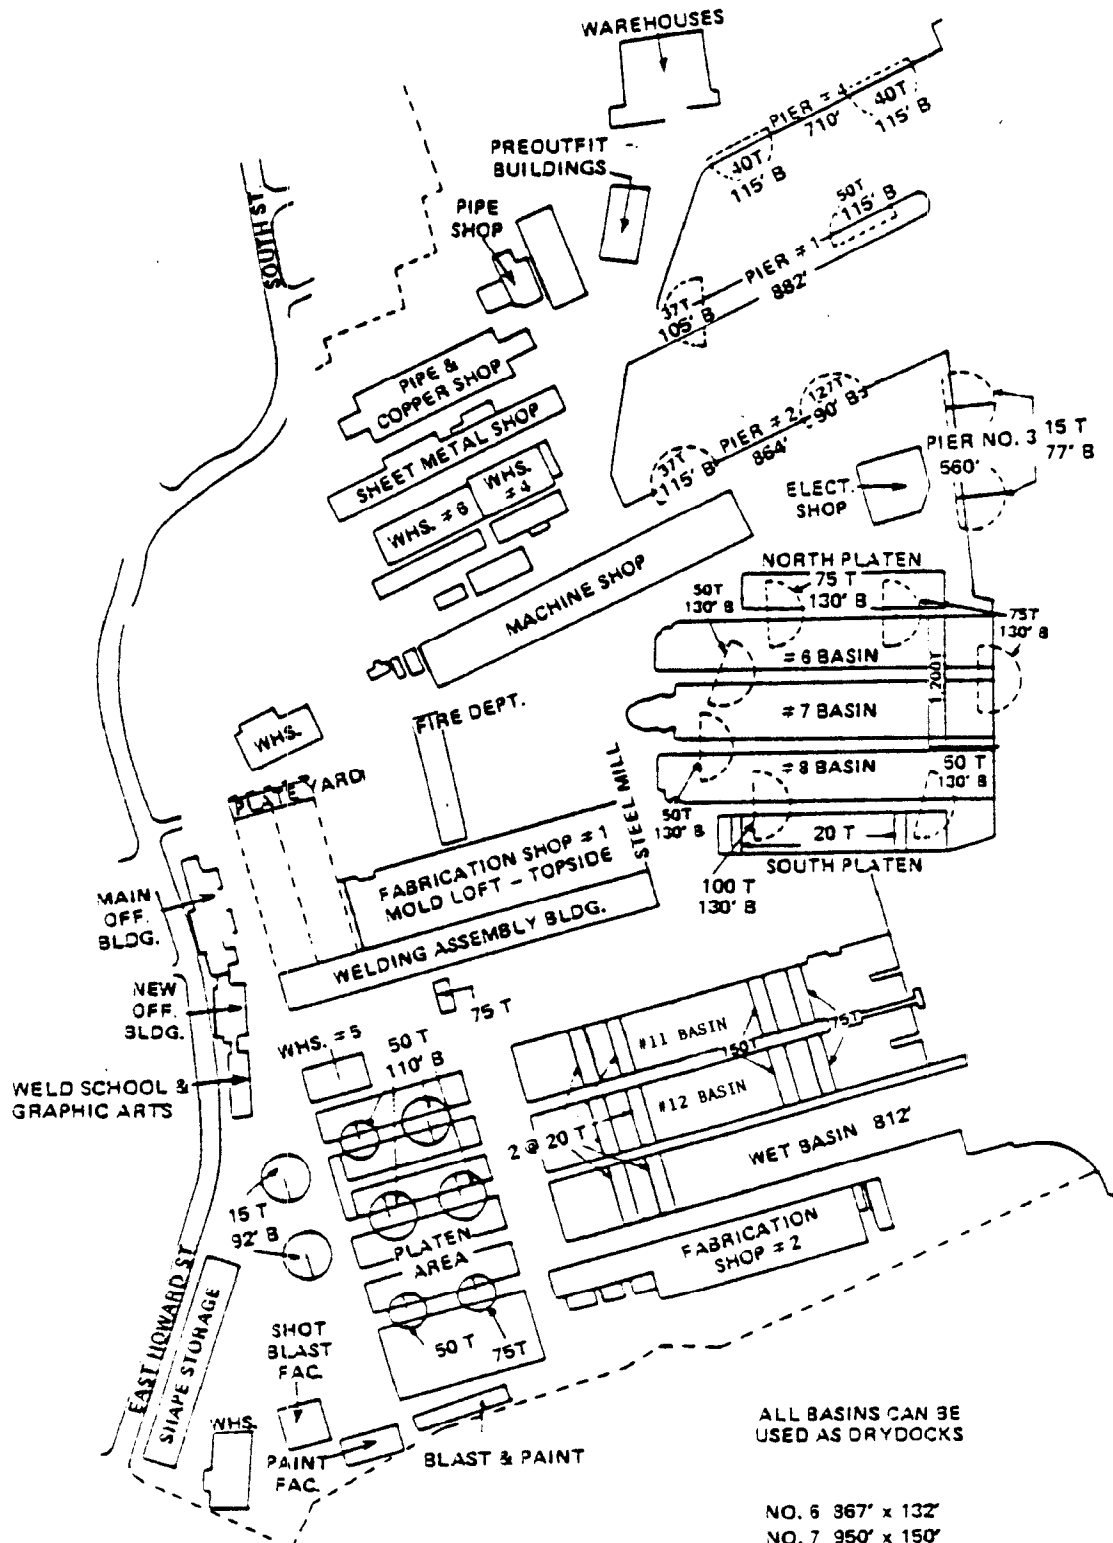 WAREHOUSES
PIER #4
710'
40T
115' B
40T
115' B
PREOUTFIT
BUILDINGS
SOUTH ST
PIPE
SHOP
50T
115' B
PIER #1
882'
37T
105' B
PIPE &
COPPER SHOP
SHEET METAL SHOP
WHS.
#4
WHS. #6
127T
90' B
PIER #2
864'
37T
115' B
PIER NO. 3
560'
15 T
77' B
ELECT.
SHOP
MACHINE SHOP
NORTH PLATEN
50T
130' B
75 T
130' B
75T
130' B
#6 BASIN
1,200T
#7 BASIN
#8 BASIN
50 T
130' B
50T
130' B
20 T
SOUTH PLATEN
100 T
130' B
FIRE DEPT.
WHS.
PLATE YARD
STEEL MILL
FABRICATION SHOP #1
MOLD LOFT - TOPSIDE
WELDING ASSEMBLY BLDG.
MAIN
OFF.
BLDG.
NEW
OFF.
BLDG.
WELD SCHOOL &
GRAPHIC ARTS
75 T
WHS. #5
50 T
110' B
#11 BASIN
150T
75T
#12 BASIN
2 @ 20 T
WET BASIN 812'
15 T
92' B
PLATEN
AREA
FABRICATION
SHOP #2
EAST HOWARD ST
SHAPE STORAGE
SHOT
BLAST
FAC.
50 T
75T
WHS.
PAINT
FAC.
BLAST & PAINT
ALL BASINS CAN BE
USED AS DRYDOCKS
NO. 6 867' x 132'
NO. 7 950' x 150'